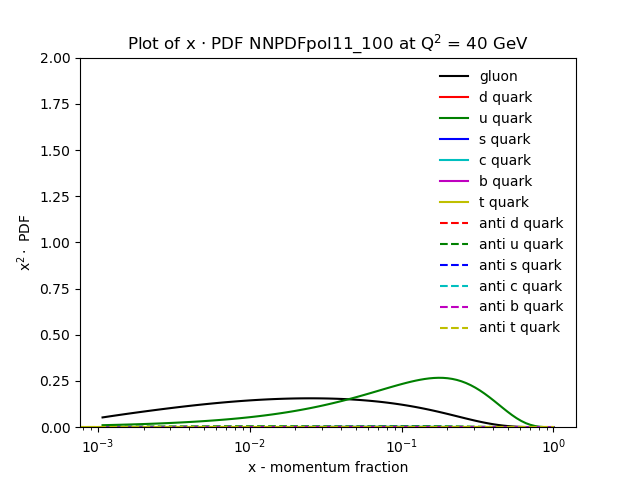 Plot of x · PDF NNPDFpol11_100 at Q² = 40 GeV
x² · PDF
2.00
1.75
1.50
1.25
1.00
0.75
0.50
0.25
0.00
gluon
d quark
u quark
s quark
c quark
b quark
t quark
anti d quark
anti u quark
anti s quark
anti c quark
anti b quark
anti t quark
10⁻³ 10⁻² 10⁻¹ 10⁰
x - momentum fraction